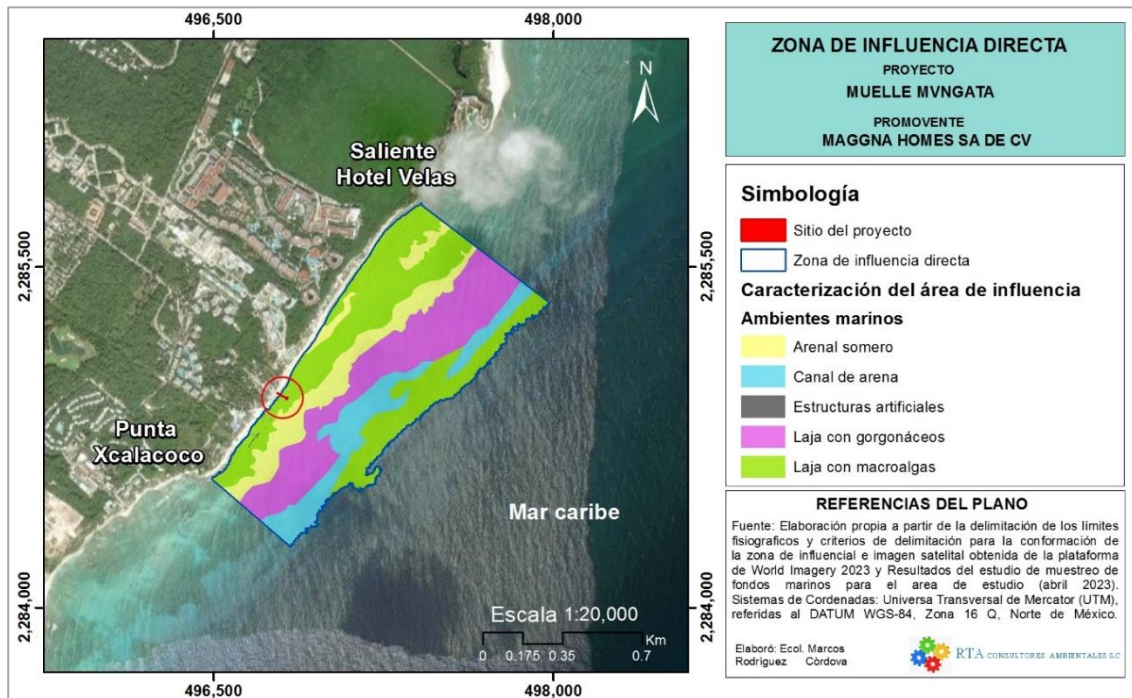 496,500
498,000
2,285,500
2,284,000
N
Saliente
Hotel Velas
Punta
Xcalacoco
Mar caribe
Escala 1:20,000
Km
0 0.175 0.35 0.7
2,285,500
2,284,000
496,500
498,000
ZONA DE INFLUENCIA DIRECTA
PROYECTO
MUELLE MVNGATA
PROMOVENTE
MAGGNA HOMES SA DE CV
Simbología
Sitio del proyecto
Zona de influencia directa
Caracterización del área de influencia
Ambientes marinos
Arenal somero
Canal de arena
Estructuras artificiales
Laja con gorgonáceos
Laja con macroalgas
REFERENCIAS DEL PLANO
Fuente: Elaboración propia a partir de la delimitación de los límites
fisiograficos y criterios de delimitación para la conformación de
la zona de influencial e imagen satelital obtenida de la plataforma
de World Imagery 2023 y Resultados del estudio de muestreo de
fondos marinos para el area de estudio (abril 2023).
Sistemas de Cordenadas: Universa Transversal de Mercator (UTM),
referidas al DATUM WGS-84, Zona 16 Q, Norte de México.
Elaboró: Ecol. Marcos
Rodríguez Còrdova
RTA CONSULTORES AMBIENTALES S.C